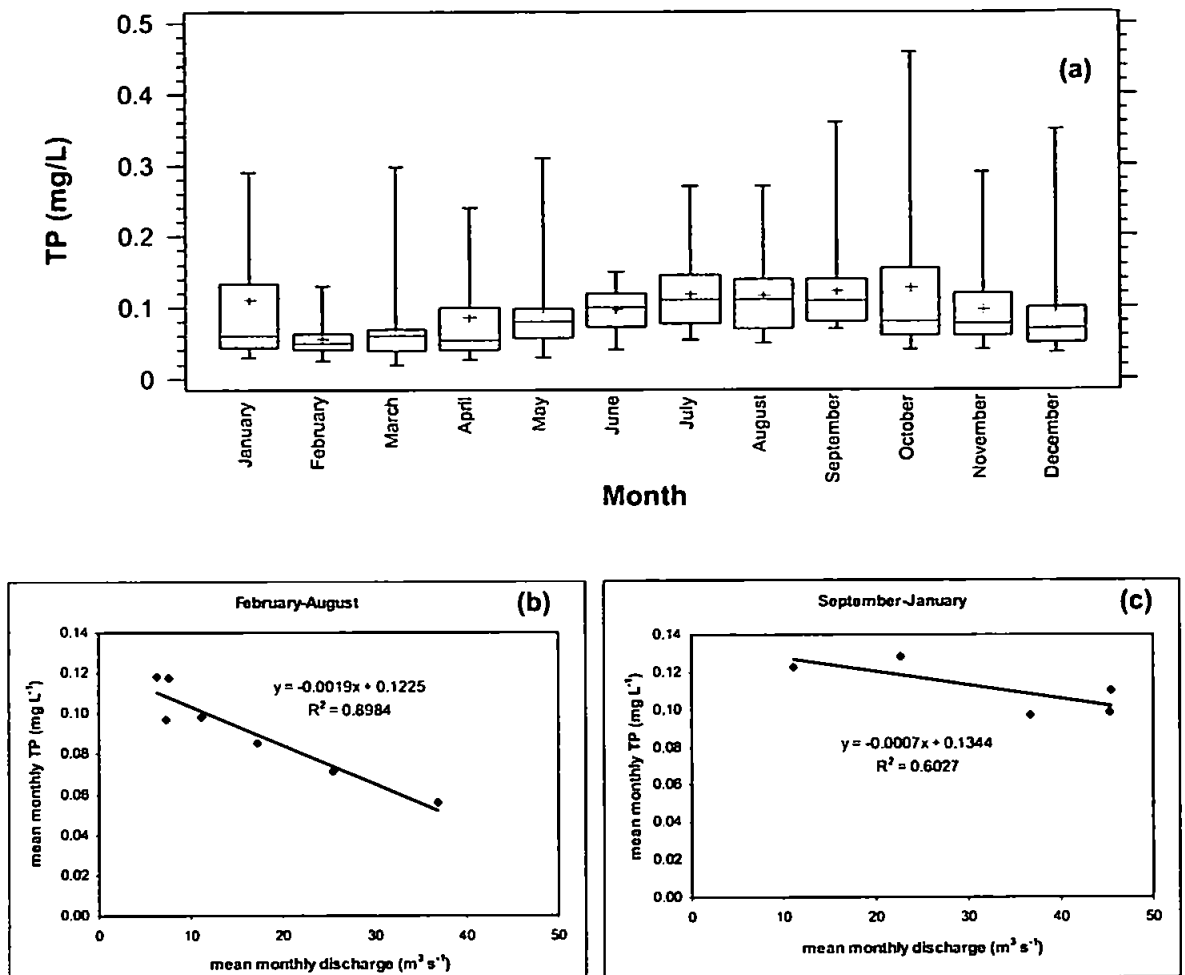 (a)
TP (mg/L)
0.5
0.4
0.3
0.2
0.1
0
January
February
March
April
May
June
July
August
September
October
November
December
Month
February-August
(b)
mean monthly TP (mg L⁻¹)
0.14
0.12
0.10
0.08
0.06
0.04
0.02
0.00
y = -0.0019x + 0.1225
R² = 0.8984
0 10 20 30 40 50
mean monthly discharge (m³ s⁻¹)
September-January
(c)
mean monthly TP (mg L⁻¹)
0.14
0.12
0.10
0.08
0.06
0.04
0.02
0.00
y = -0.0007x + 0.1344
R² = 0.6027
0 10 20 30 40 50
mean monthly discharge (m³ s⁻¹)